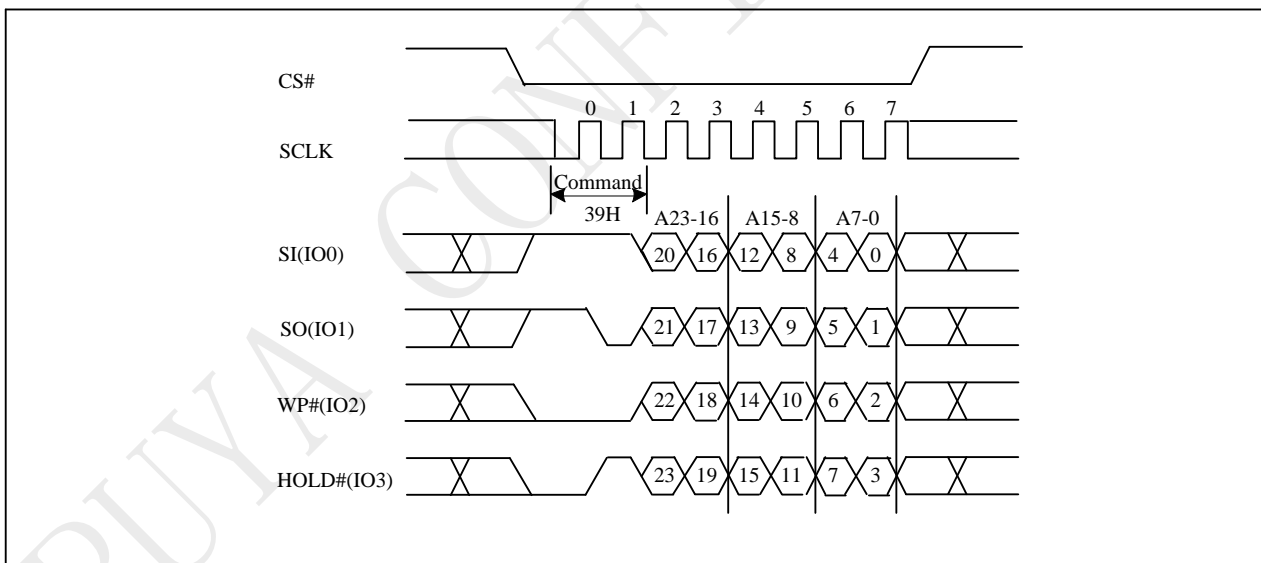 CS#
0 1 2 3 4 5 6 7
SCLK
Command
39H
A23-16 A15-8 A7-0
SI(IO0)
20 16 12 8 4 0
SO(IO1)
21 17 13 9 5 1
WP#(IO2)
22 18 14 10 6 2
HOLD#(IO3)
23 19 15 11 7 3
PUYA CONF